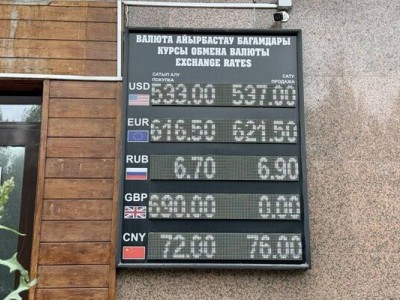 ВАЛЮТА АЙЫРБАСТАУ БАГАМДАРЫ
КУРСЫ ОБМЕНА ВАЛЮТЫ
EXCHANGE RATES
САТЫП АЛУ САТУ
ПОКУПКА ПРОДАЖА
USD 533.00 537.00
EUR 616.50 621.50
RUB 6.70 6.90
GBP 690.00 0.00
CNY 72.00 76.00